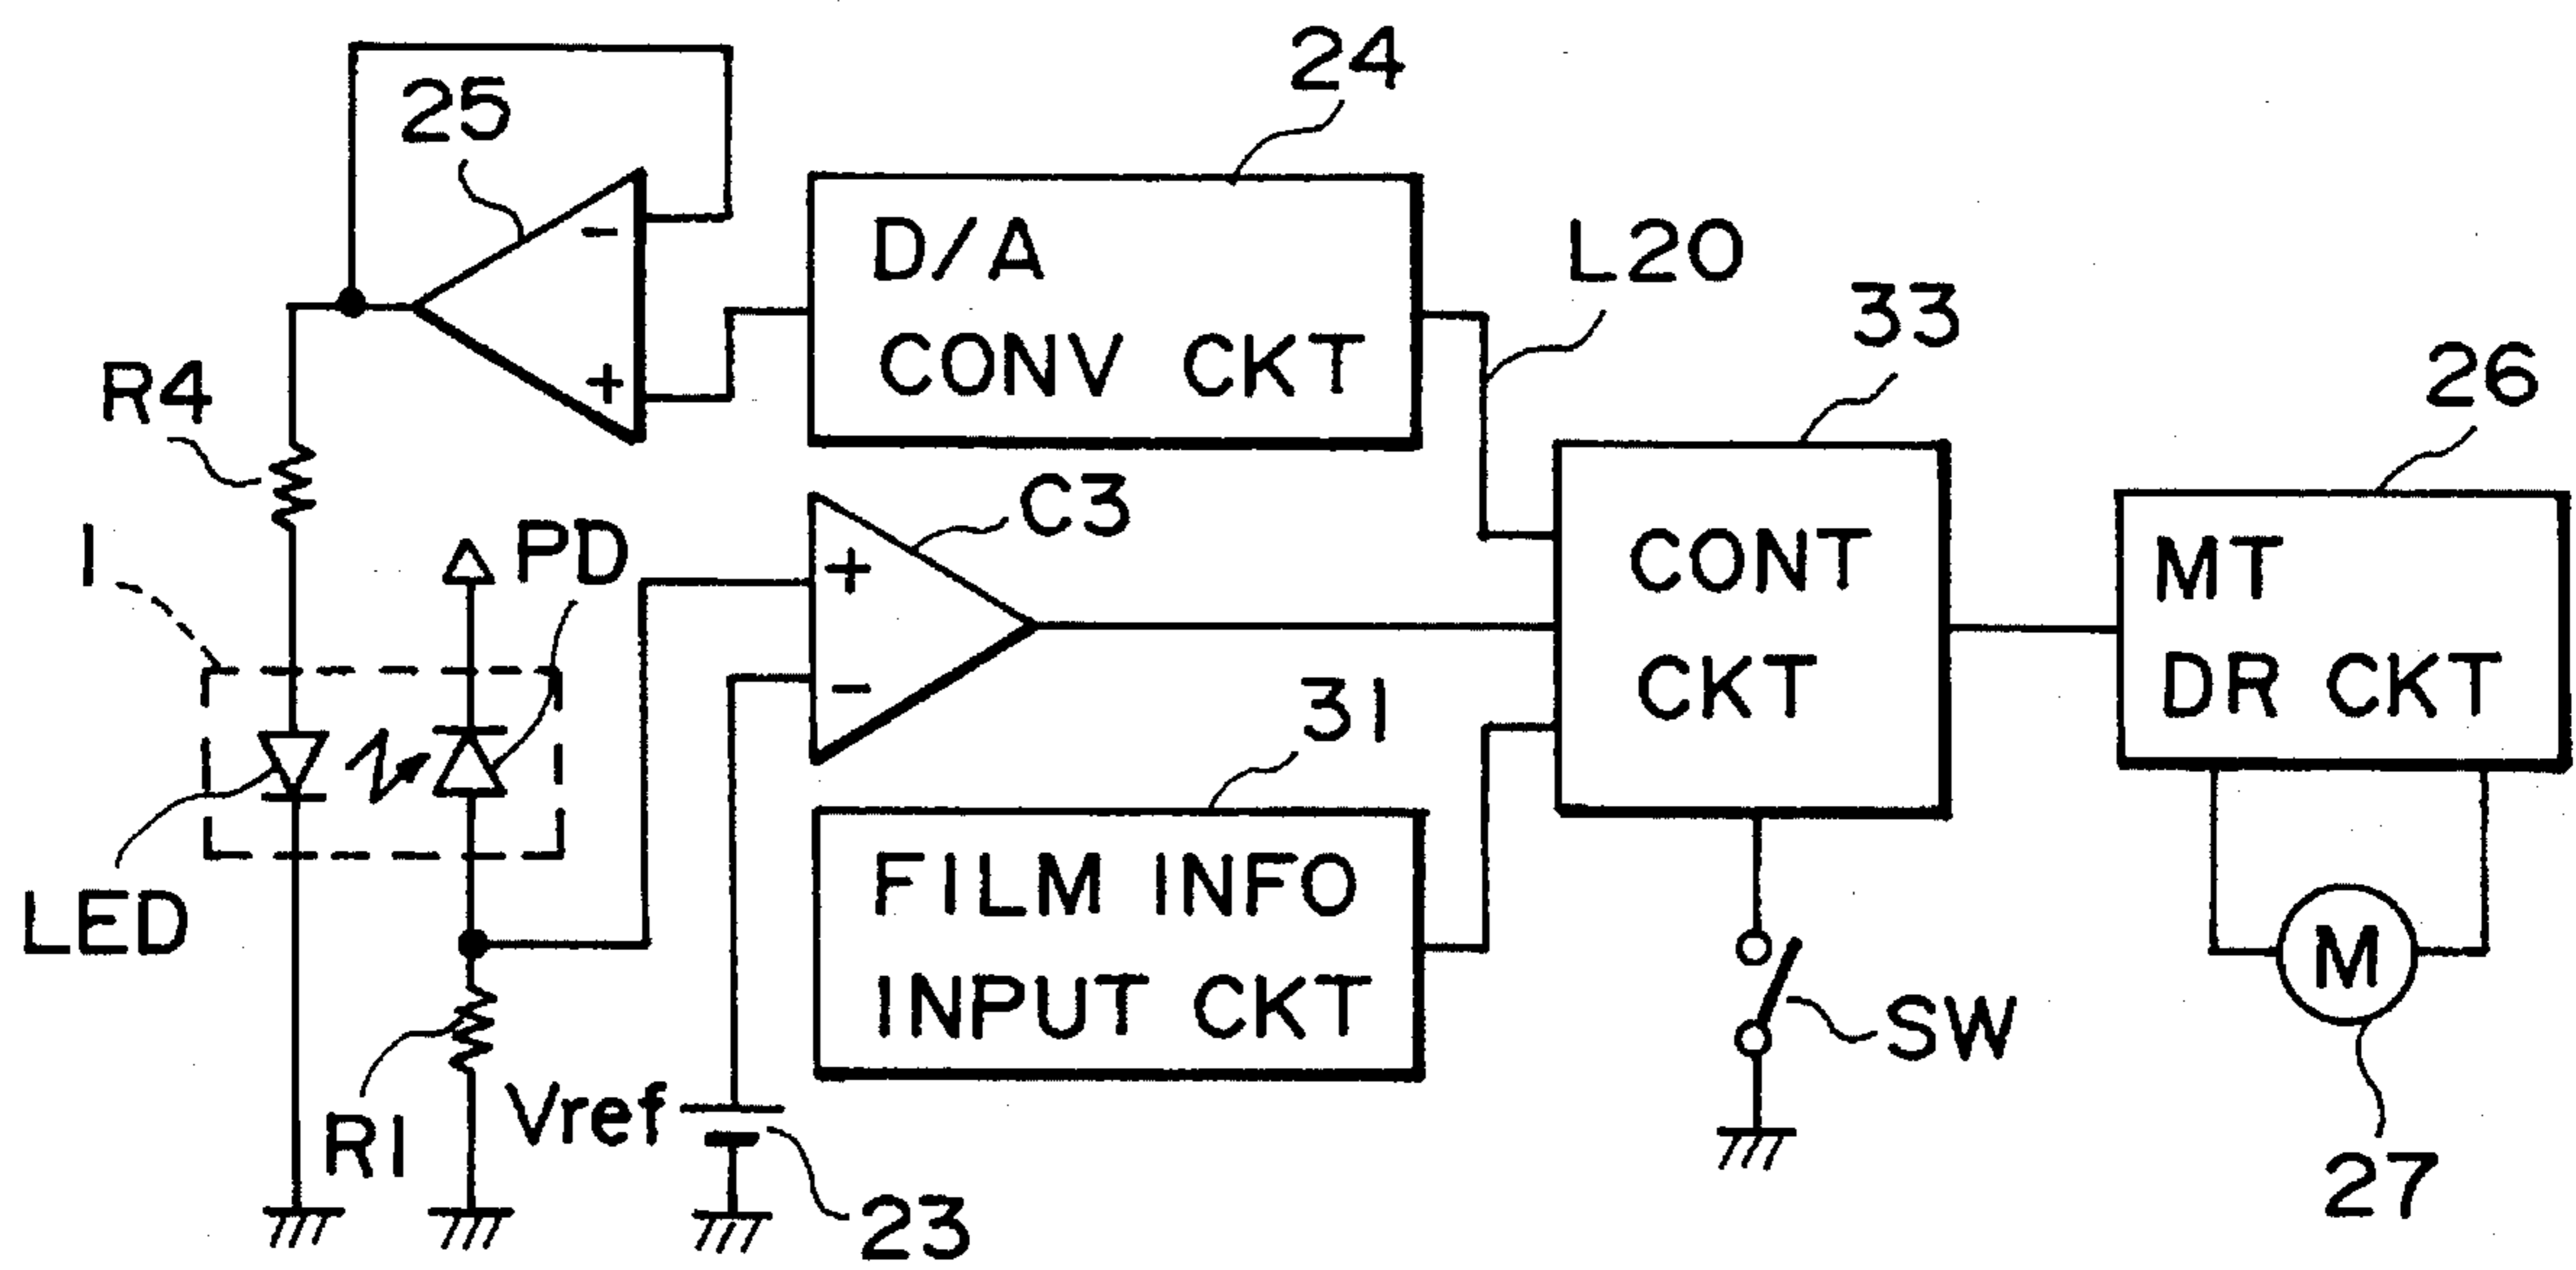 24
25
D/A
CONV CKT
L20
33
26
R4
-
+
C3
1
PD
+
-
CONT
CKT
MT
DR CKT
31
FILM INFO
INPUT CKT
LED
M
SW
R1
Vref
23
27